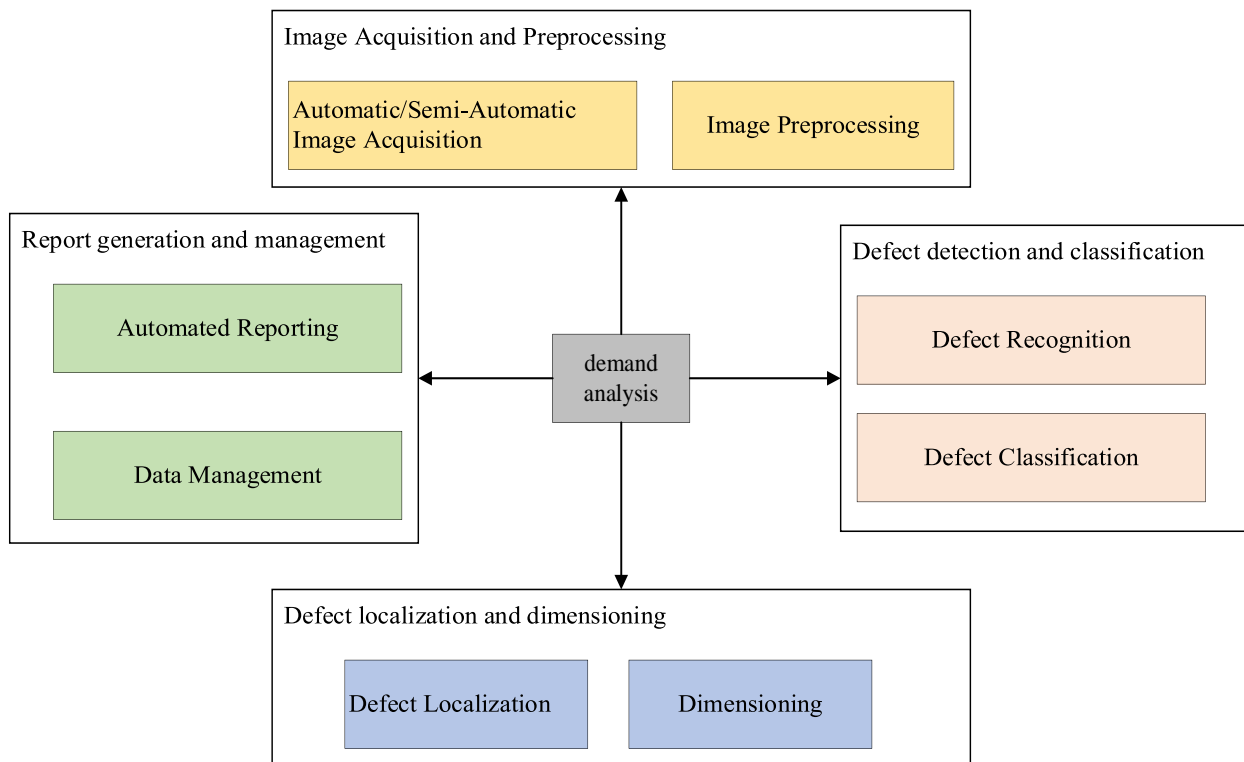 Image Acquisition and Preprocessing
Automatic/Semi-Automatic
Image Acquisition
Image Preprocessing
Report generation and management
Automated Reporting
Data Management
demand
analysis
Defect detection and classification
Defect Recognition
Defect Classification
Defect localization and dimensioning
Defect Localization
Dimensioning